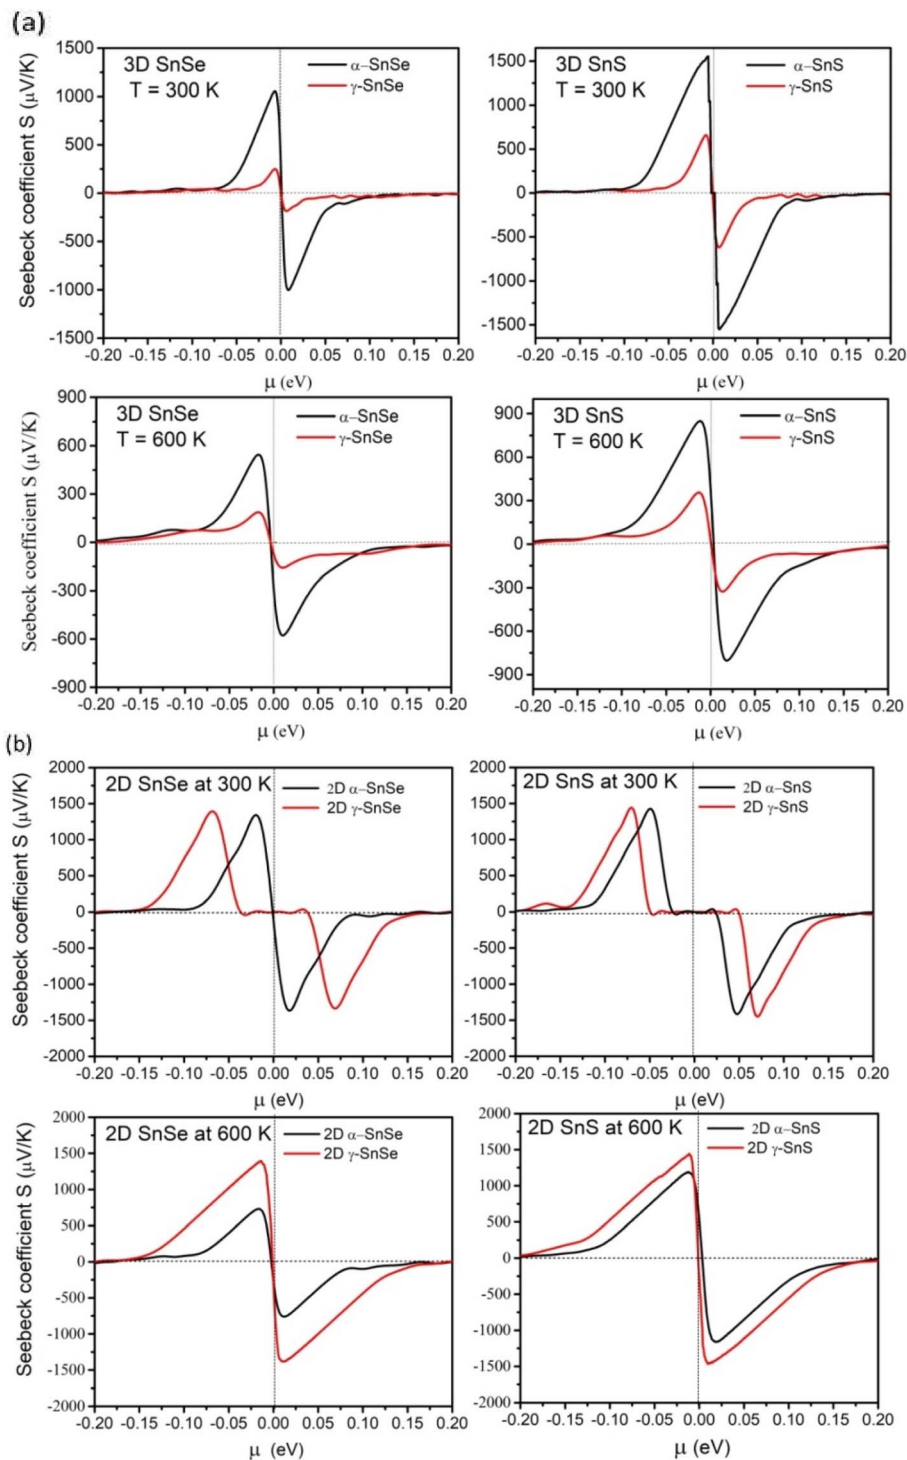 (a)
Seebeck coefficient S (μV/K)
1500
1000
500
0
-500
-1000
-1500
3D SnSe
T = 300 K
α–SnSe
γ-SnSe
-0.20 -0.15 -0.10 -0.05 0.00 0.05 0.10 0.15 0.20
μ (eV)
1500
1000
500
0
-500
-1000
-1500
3D SnS
T = 300 K
α–SnS
γ-SnS
-0.20 -0.15 -0.10 -0.05 0.00 0.05 0.10 0.15 0.20
μ (eV)
Seebeck coefficient S (μV/K)
900
600
300
0
-300
-600
-900
3D SnSe
T = 600 K
α–SnSe
γ-SnSe
-0.20 -0.15 -0.10 -0.05 0.00 0.05 0.10 0.15 0.20
μ (eV)
900
600
300
0
-300
-600
-900
3D SnS
T = 600 K
α–SnS
γ-SnS
-0.20 -0.15 -0.10 -0.05 0.00 0.05 0.10 0.15 0.20
μ (eV)
(b)
Seebeck coefficient S (μV/K)
2000
1500
1000
500
0
-500
-1000
-1500
-2000
2D SnSe at 300 K
2D α–SnSe
2D γ-SnSe
-0.20 -0.15 -0.10 -0.05 0.00 0.05 0.10 0.15 0.20
μ (eV)
2000
1500
1000
500
0
-500
-1000
-1500
-2000
2D SnS at 300 K
2D α–SnS
2D γ-SnS
-0.20 -0.15 -0.10 -0.05 0.00 0.05 0.10 0.15 0.20
μ (eV)
Seebeck coefficient S (μV/K)
2000
1500
1000
500
0
-500
-1000
-1500
-2000
2D SnSe at 600 K
2D α–SnSe
2D γ-SnSe
-0.20 -0.15 -0.10 -0.05 0.00 0.05 0.10 0.15 0.20
μ (eV)
2000
1500
1000
500
0
-500
-1000
-1500
-2000
2D SnS at 600 K
2D α–SnS
2D γ-SnS
-0.20 -0.15 -0.10 -0.05 0.00 0.05 0.10 0.15 0.20
μ (eV)